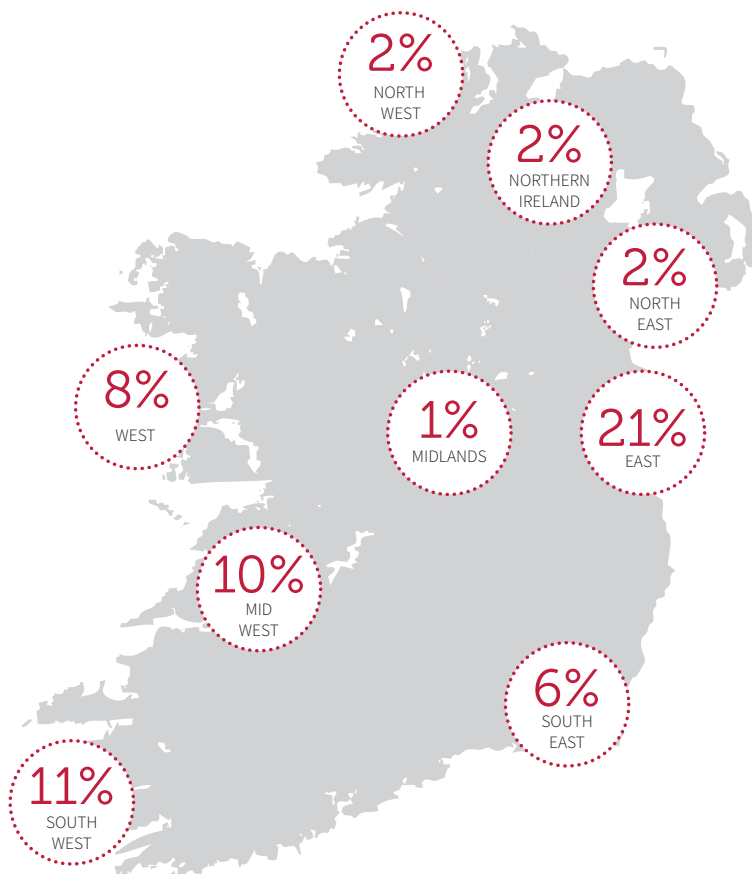 2%
NORTH
WEST
2%
NORTHERN
IRELAND
2%
NORTH
EAST
8%
WEST
1%
MIDLANDS
21%
EAST
10%
MID
WEST
6%
SOUTH
EAST
11%
SOUTH
WEST